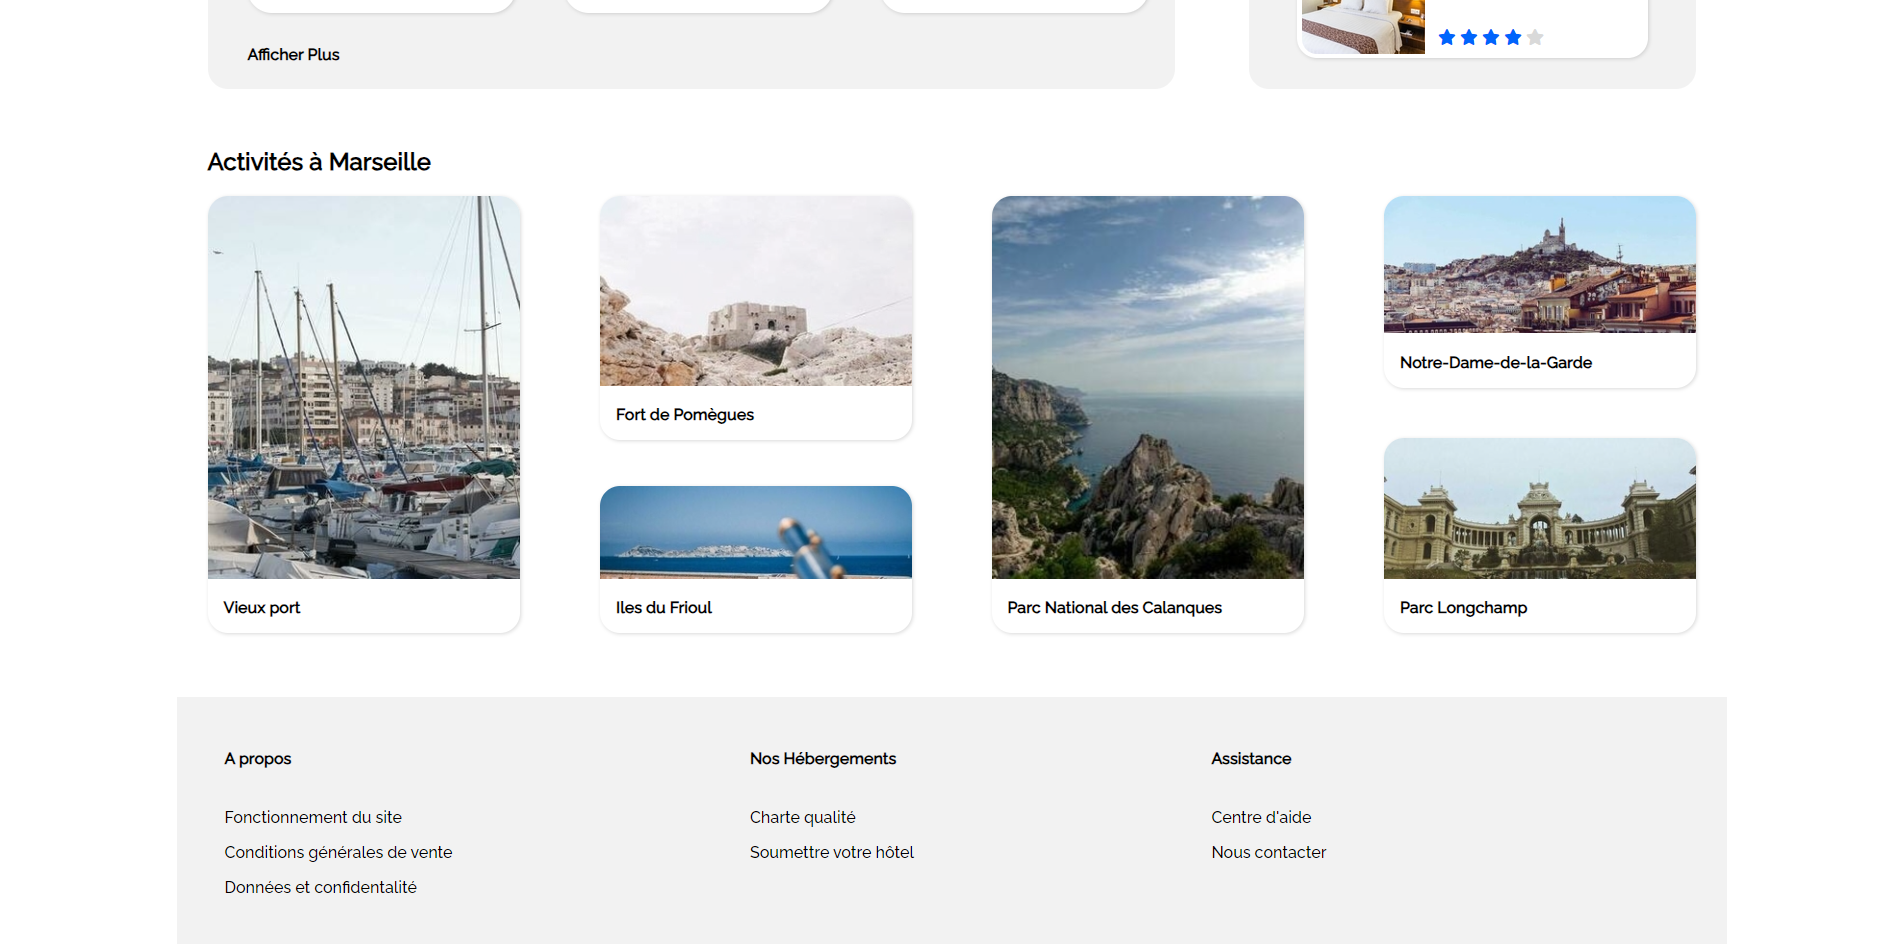 Afficher Plus
Activités à Marseille
Vieux port
Fort de Pomègues
Iles du Frioul
Parc National des Calanques
Notre-Dame-de-la-Garde
Parc Longchamp
A propos
Fonctionnement du site
Conditions générales de vente
Données et confidentalité
Nos Hébergements
Charte qualité
Soumettre votre hôtel
Assistance
Centre d'aide
Nous contacter